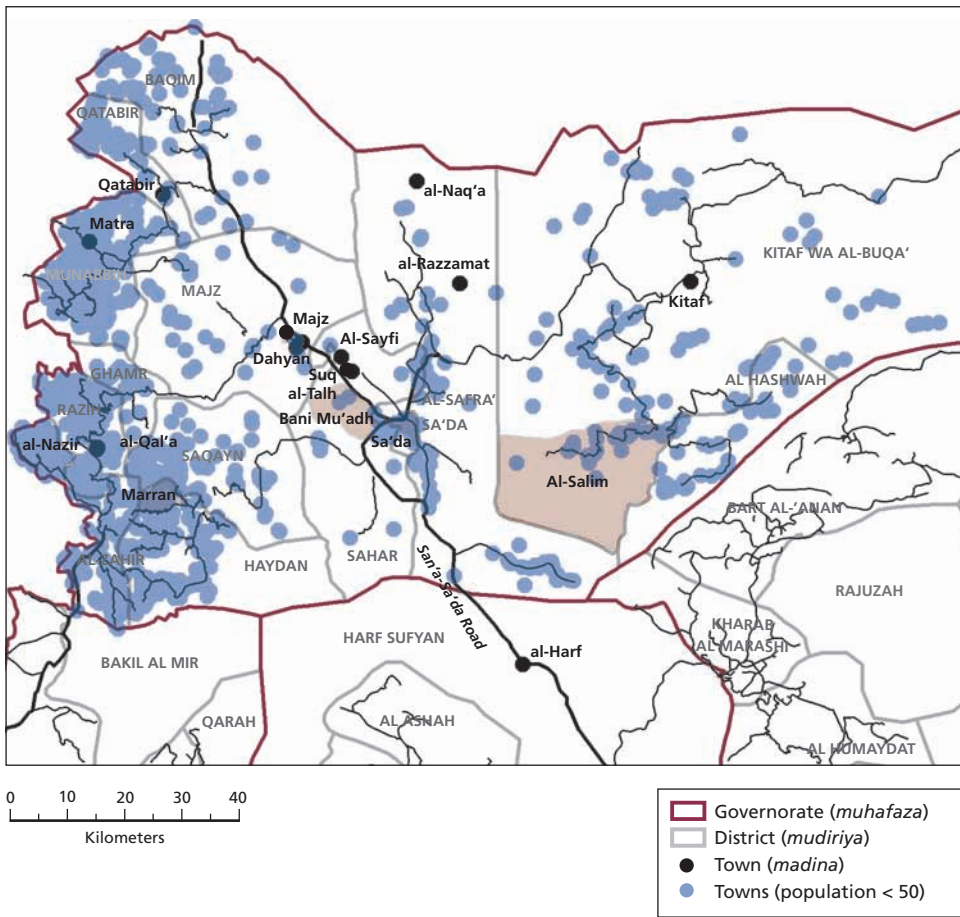 BAQIM
QATABIR
Qatabir
al-Naq‘a
Matra
al-Razzamat
KITAF WA AL-BUQA‘
MUNABBIH
MAJZ
Kitaf
Majz
Al-Sayfi
Dahyan
Suq
al-Talh
GHAMR
AL HASHWAH
RAZIH
AL-SAFRA’
Bani Mu‘adh
SA‘DA
al-Nazir
al-Qal‘a
Sa‘da
SAQAYN
Al-Salim
Marran
BART AL-‘ANAN
AL ZAHIR
HAYDAN
SAHAR
San‘a-Sa‘da Road
RAJUZAH
HARF SUFYAN
KHARAB
AL MARASHI
al-Harf
BAKIL AL MIR
QARAH
AL ASHAH
AL HUMAYDAT
0 10 20 30 40
Kilometers
Governorate (muhafaza)
District (mudiriya)
Town (madina)
Towns (population < 50)